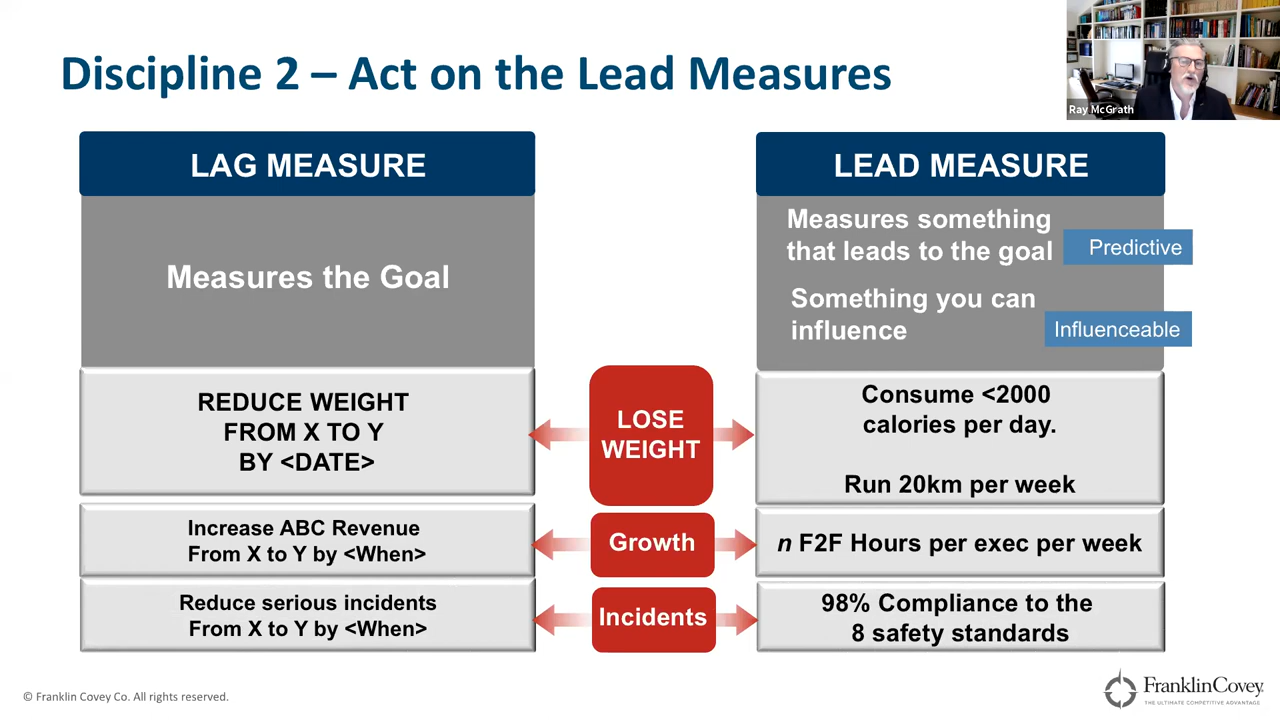 Discipline 2 – Act on the Lead Measures
Ray McGrath
LAG MEASURE
LEAD MEASURE
Measures the Goal
Measures something
that leads to the goal
Predictive
Something you can
influence
Influenceable
REDUCE WEIGHT
FROM X TO Y
BY <DATE>
LOSE
WEIGHT
Consume <2000
calories per day.
Run 20km per week
Increase ABC Revenue
From X to Y by <When>
Growth
n F2F Hours per exec per week
Reduce serious incidents
From X to Y by <When>
Incidents
98% Compliance to the
8 safety standards
© Franklin Covey Co. All rights reserved.
FranklinCovey
THE ULTIMATE COMPETITIVE ADVANTAGE